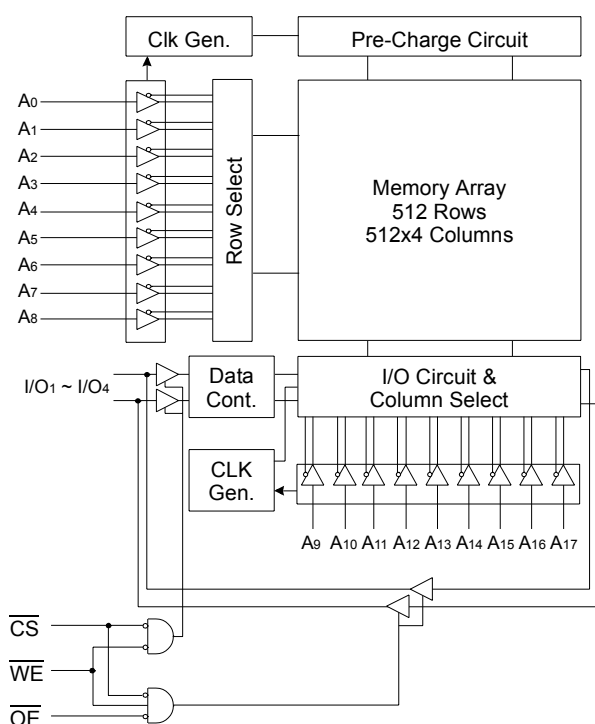 Clk Gen.
Pre-Charge Circuit
A0
A1
A2
A3
A4
A5
A6
A7
A8
Row Select
Memory Array
512 Rows
512x4 Columns
I/O1 ~ I/O4
Data
Cont.
I/O Circuit &
Column Select
CLK
Gen.
A9 A10 A11 A12 A13 A14 A15 A16 A17
CS
WE
OE